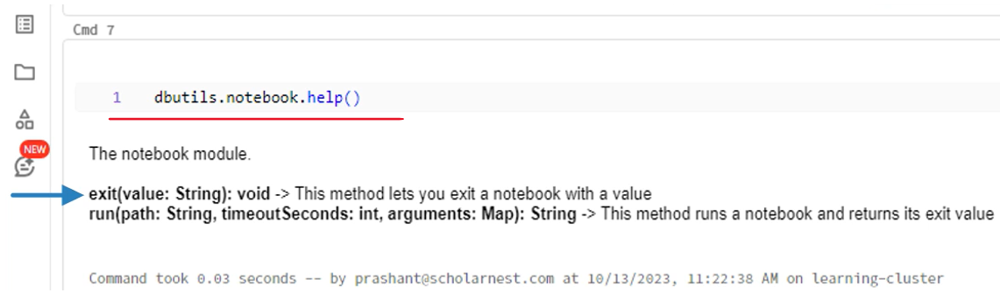 Cmd 7
1 dbutils.notebook.help()
NEW
The notebook module.
exit(value: String): void -> This method lets you exit a notebook with a value
run(path: String, timeoutSeconds: int, arguments: Map): String -> This method runs a notebook and returns its exit value
Command took 0.03 seconds -- by prashant@scholarnest.com at 10/13/2023, 11:22:38 AM on learning-cluster